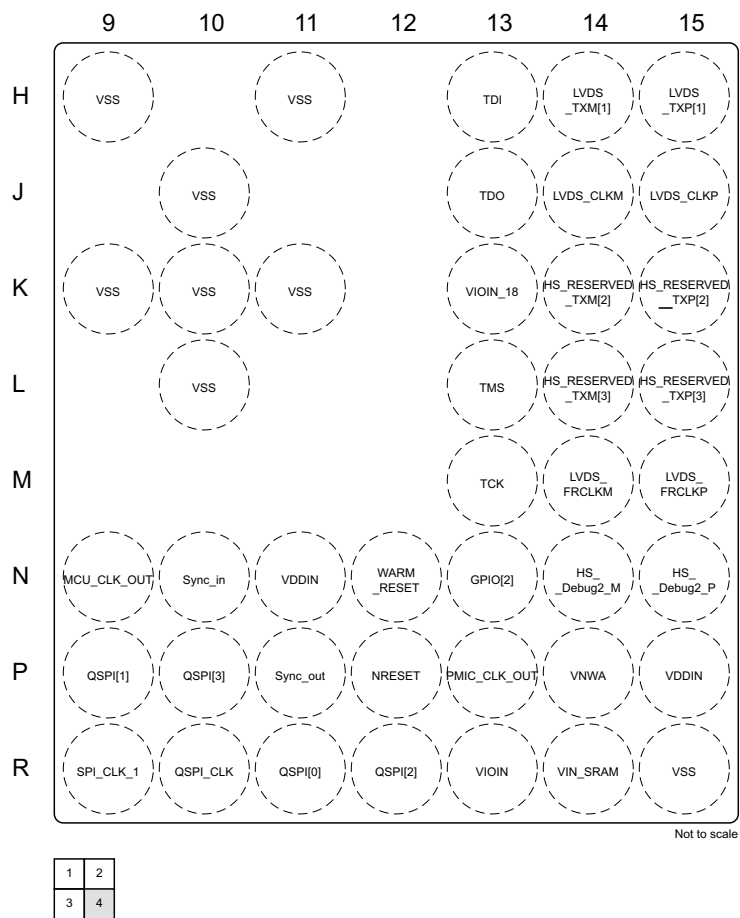 9 10 11 12 13 14 15
H VSS VSS TDI LVDS _TXM[1] LVDS _TXP[1]
J VSS TDO LVDS_CLKM LVDS_CLKP
K VSS VSS VSS VIOIN_18 HS_RESERVED _TXM[2] HS_RESERVED _TXP[2]
L VSS TMS HS_RESERVED _TXM[3] HS_RESERVED _TXP[3]
M TCK LVDS_ FRCLKM LVDS_ FRCLKP
N MCU_CLK_OUT Sync_in VDDIN WARM _RESET GPIO[2] HS_ _Debug2_M HS_ _Debug2_P
P QSPI[1] QSPI[3] Sync_out NRESET PMIC_CLK_OUT VNWA VDDIN
R SPI_CLK_1 QSPI_CLK QSPI[0] QSPI[2] VIOIN VIN_SRAM VSS
Not to scale
1 2
3 4